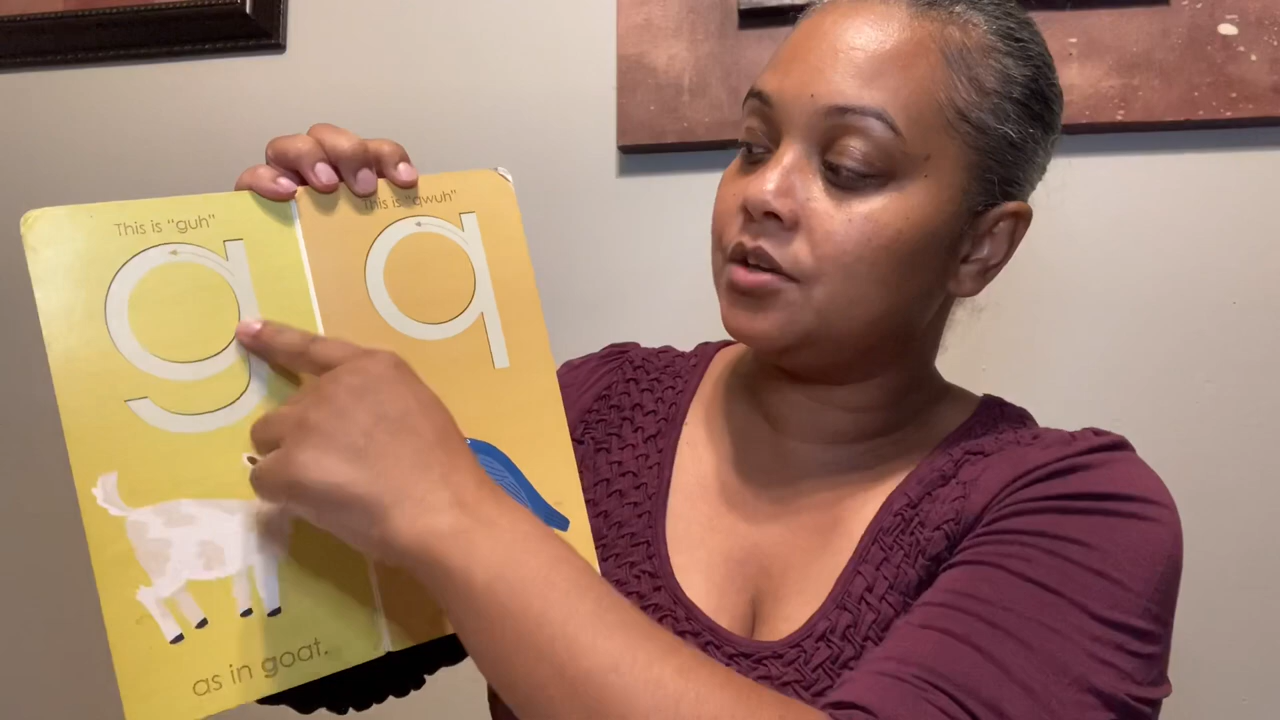 This is "guh"
g
as in goat.
This is "qwuh"
q